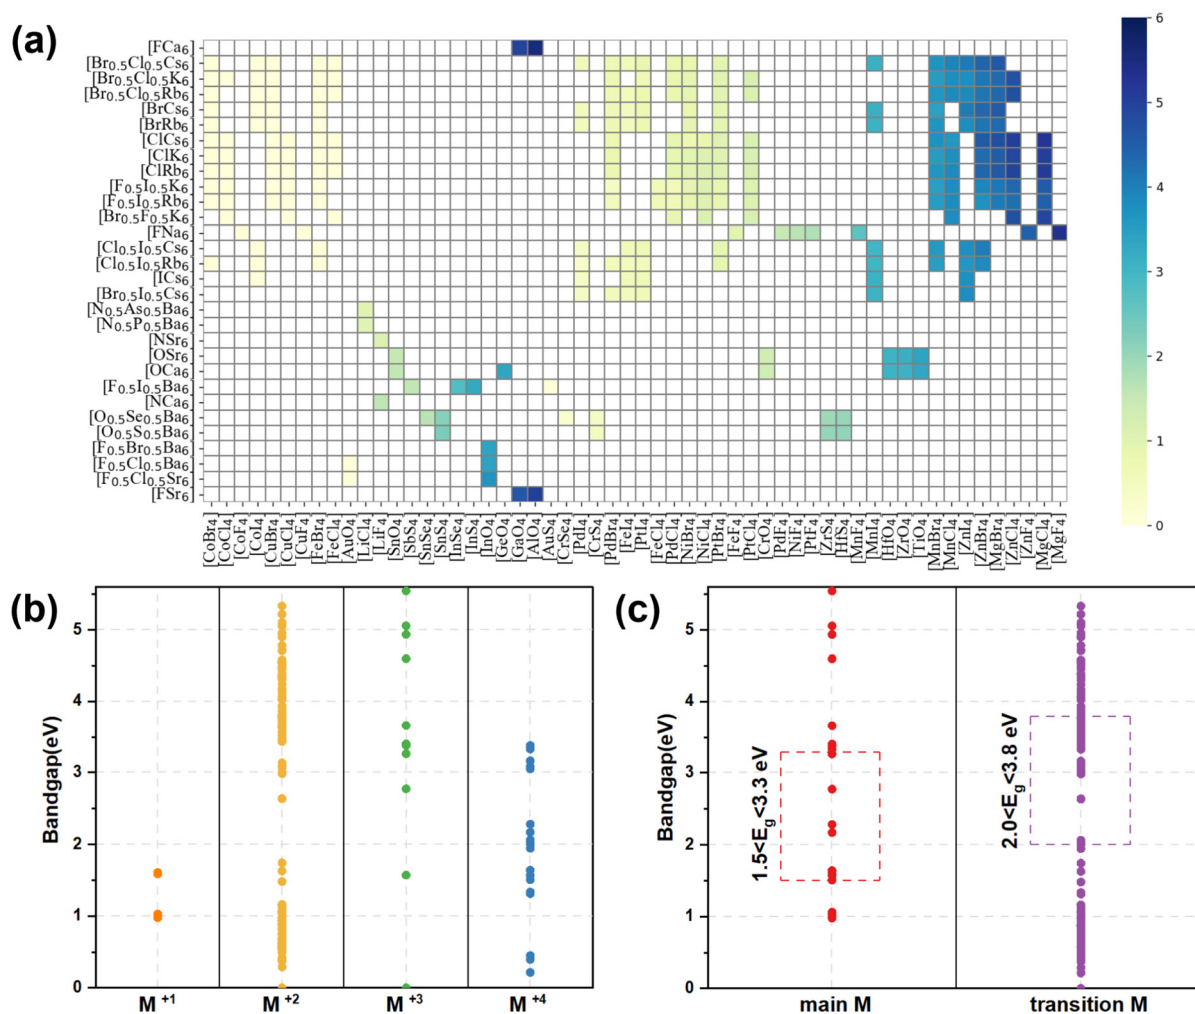 (a)
[FCa₆]
[Br₀.₅Cl₀.₅Cs₆]
[Br₀.₅Cl₀.₅K₆]
[Br₀.₅Cl₀.₅Rb₆]
[BrCs₆]
[BrRb₆]
[ClCs₆]
[ClK₆]
[ClRb₆]
[F₀.₅I₀.₅K₆]
[F₀.₅I₀.₅Rb₆]
[Br₀.₅F₀.₅K₆]
[FNa₆]
[Cl₀.₅I₀.₅Cs₆]
[Cl₀.₅I₀.₅Rb₆]
[ICs₆]
[Br₀.₅I₀.₅Cs₆]
[N₀.₅As₀.₅Ba₆]
[N₀.₅P₀.₅Ba₆]
[NSr₆]
[OSr₆]
[OCa₆]
[F₀.₅I₀.₅Ba₆]
[NCa₆]
[O₀.₅Se₀.₅Ba₆]
[O₀.₅S₀.₅Ba₆]
[F₀.₅Br₀.₅Ba₆]
[F₀.₅Cl₀.₅Ba₆]
[F₀.₅Cl₀.₅Sr₆]
[FSr₆]
[CoBr₄]
[CoCl₄]
[CoF₄]
[CoI₄]
[CuBr₄]
[CuCl₄]
[CuF₄]
[FeBr₄]
[FeCl₄]
[AuO₄]
[LiCl₄]
[LiF₄]
[SnO₄]
[SbS₄]
[SnSe₄]
[SnS₄]
[InSe₄]
[InS₄]
[InO₄]
[GeO₄]
[GaO₄]
[AlO₄]
[AuS₄]
[CrSe₄]
[CrS₄]
[PdI₄]
[PdBr₄]
[FeI₄]
[PtI₄]
[FeCl₄]
[PdCl₄]
[NiBr₄]
[NiCl₄]
[PtBr₄]
[FeF₄]
[PtCl₄]
[CrO₄]
[PdF₄]
[NiF₄]
[PtF₄]
[ZrS₄]
[HfS₄]
[MnF₄]
[MnI₄]
[HfO₄]
[ZrO₄]
[TiO₄]
[MnBr₄]
[MnCl₄]
[ZnI₄]
[ZnBr₄]
[MgBr₄]
[ZnCl₄]
[ZnF₄]
[MgCl₄]
[MgF₄]
6
5
4
3
2
1
0
(b)
Bandgap(eV)
5
4
3
2
1
0
M⁺¹
M⁺²
M⁺³
M⁺⁴
(c)
Bandgap(eV)
5
4
3
2
1
0
1.5<E_g<3.3 eV
2.0<E_g<3.8 eV
main M
transition M